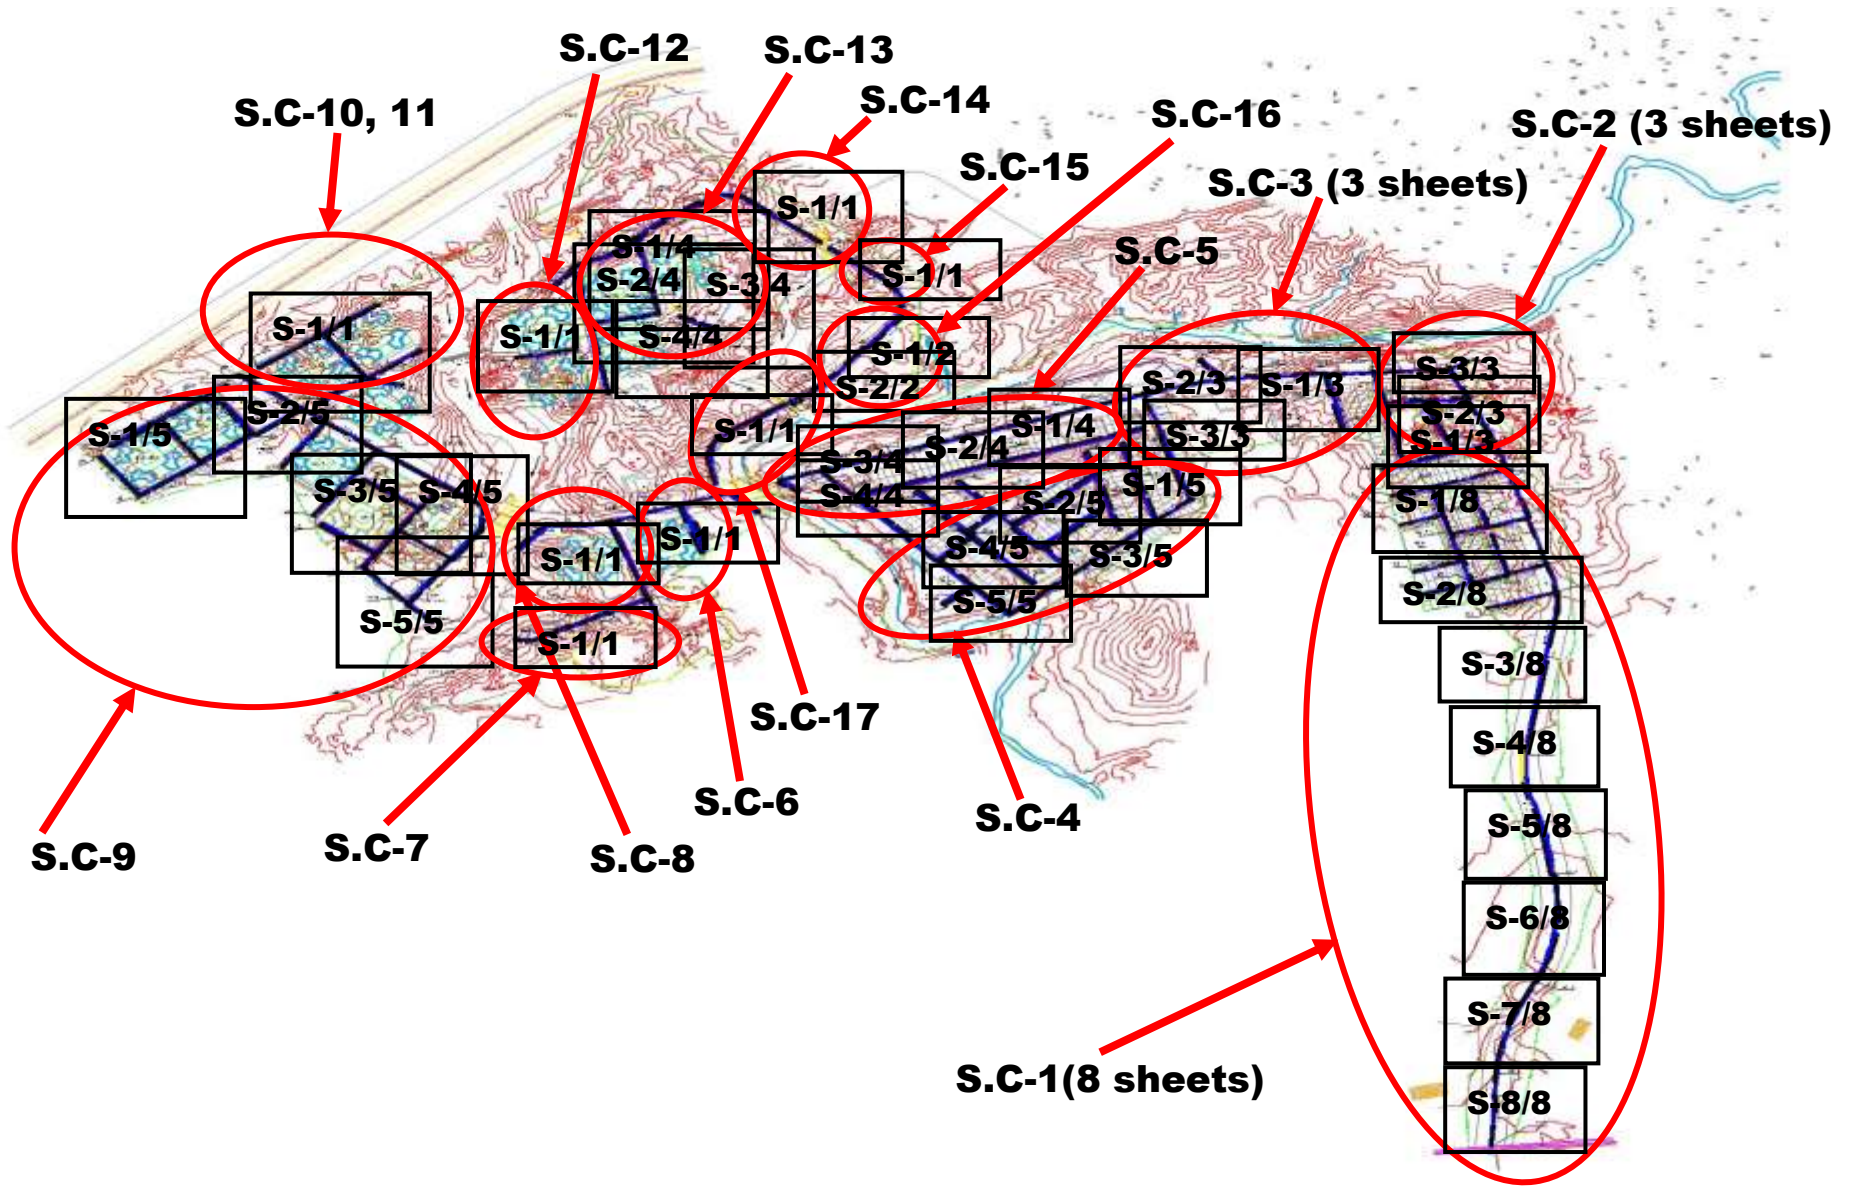 S.C-12
S.C-13
S.C-14
S.C-10, 11
S.C-16
S.C-2 (3 sheets)
S.C-15
S.C-3 (3 sheets)
S.C-5
S-1/1
S-1/4
S-2/4
S-3/4
S-1/1
S-1/1
S-1/1
S-4/4
S-1/2
S-2/2
S-2/3
S-1/3
S-3/3
S-2/3
S-1/3
S-1/5
S-2/5
S-1/1
S-3/4
S-2/4
S-1/4
S-3/3
S-4/4
S-3/5
S-4/5
S-2/5
S-1/5
S-1/8
S-1/1
S-1/1
S-4/5
S-3/5
S-5/5
S-1/1
S-5/5
S-2/8
S-3/8
S-4/8
S.C-17
S.C-6
S.C-4
S-5/8
S.C-9
S.C-7
S.C-8
S-6/8
S-7/8
S.C-1(8 sheets)
S-8/8